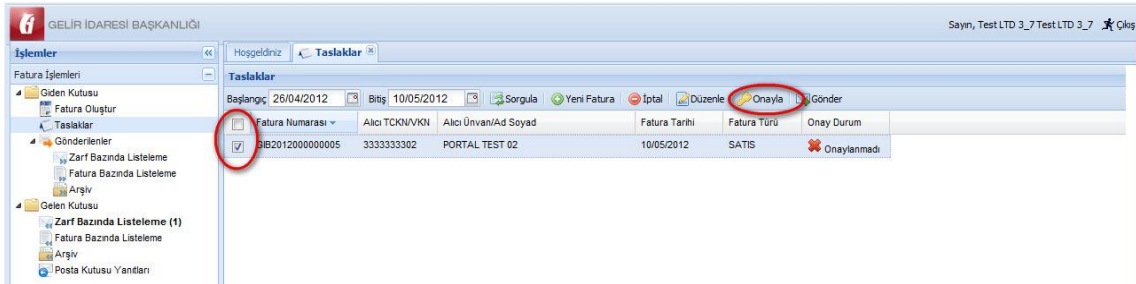 GELİR İDARESİ BAŞKANLIĞI
Sayın, Test LTD 3_7 Test LTD 3_7 Çıkış
İşlemler
Hoşgeldiniz Taslaklar
Fatura İşlemleri
Taslaklar
Giden Kutusu
Başlangıç 26/04/2012 Bitiş 10/05/2012 Sorgula Yeni Fatura İptal Düzenle Onayla Gönder
Fatura Oluştur
Taslaklar
Fatura Numarası Alıcı TCKN/VKN Alıcı Ünvan/Ad Soyad Fatura Tarihi Fatura Türü Onay Durum
Gönderilenler
GIB2012000000005 3333333302 PORTAL TEST 02 10/05/2012 SATIS Onaylanmadı
Zarf Bazında Listeleme
Fatura Bazında Listeleme
Arşiv
Gelen Kutusu
Zarf Bazında Listeleme (1)
Fatura Bazında Listeleme
Arşiv
Posta Kutusu Yanıtları